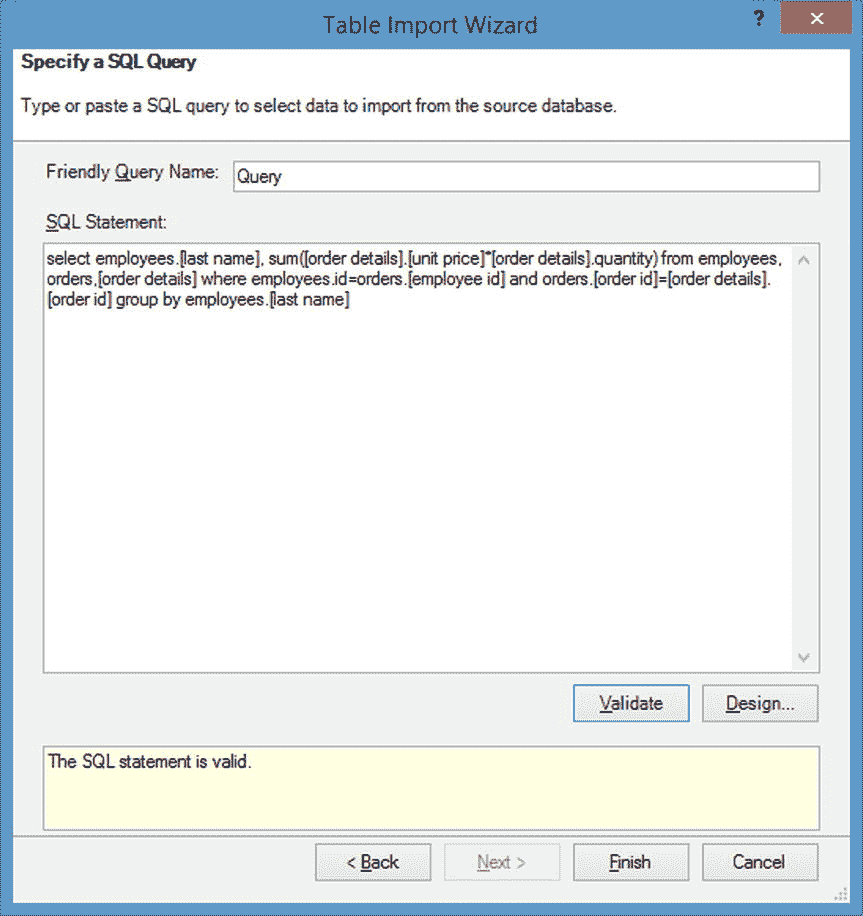 Table Import Wizard
?
Specify a SQL Query
Type or paste a SQL query to select data to import from the source database.
Friendly Query Name:
Query
SQL Statement:
select employees.[last name], sum([order details].[unit price]*[order details].quantity) from employees,
orders,[order details] where employees.id=orders.[employee id] and orders.[order id]=[order details].
[order id] group by employees.[last name]
Validate
Design...
The SQL statement is valid.
< Back
Next >
Finish
Cancel